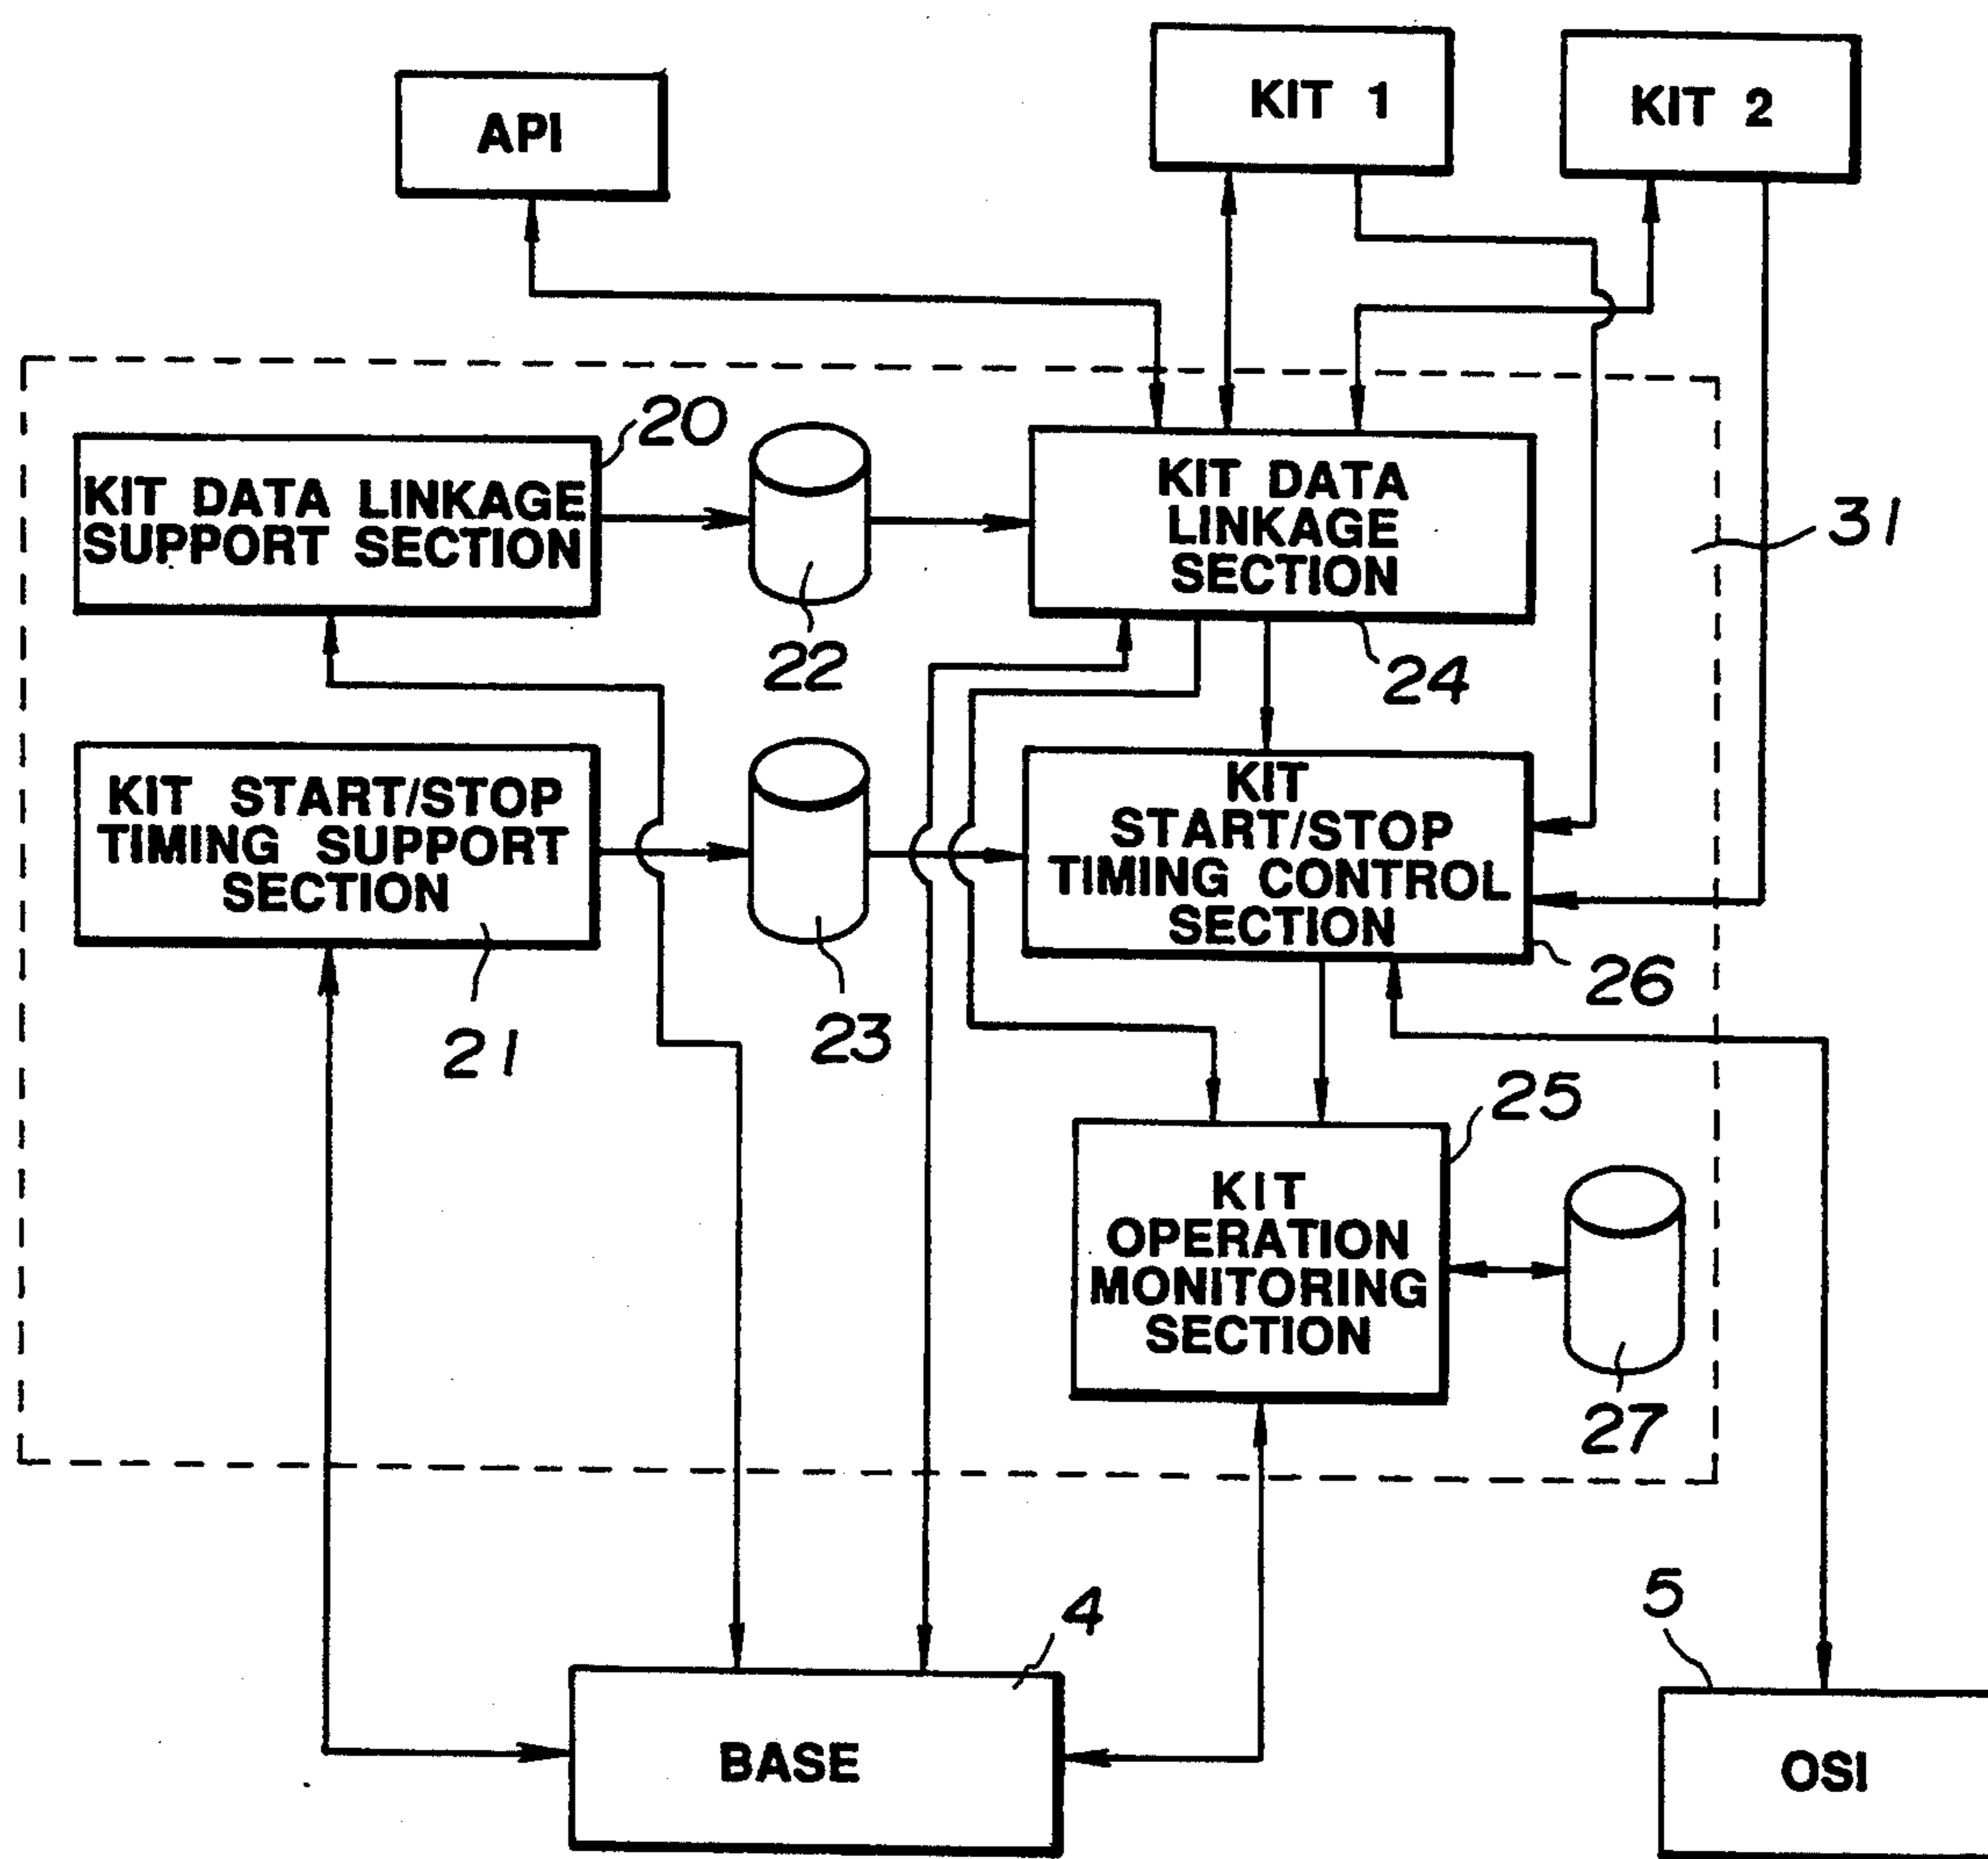 API
KIT 1
KIT 2
20
KIT DATA LINKAGE
SUPPORT SECTION
22
KIT DATA
LINKAGE
SECTION
31
24
KIT START/STOP
TIMING SUPPORT
SECTION
21
23
KIT
START/STOP
TIMING CONTROL
SECTION
26
25
KIT
OPERATION
MONITORING
SECTION
27
4
BASE
5
OSI